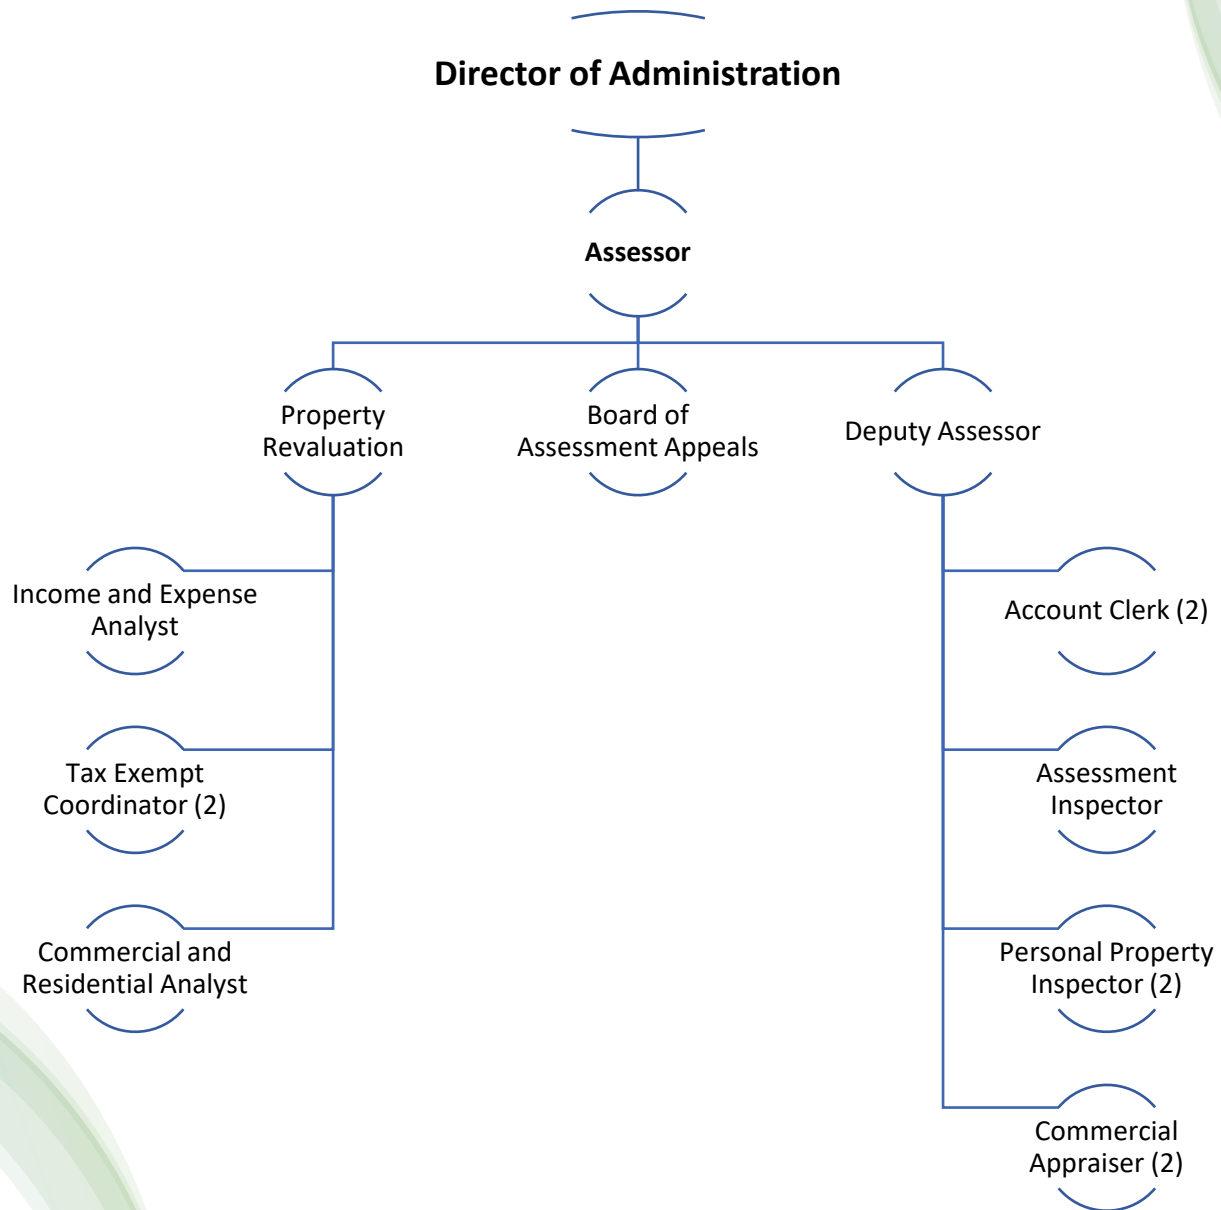 Director of Administration
Assessor
Property
Revaluation
Board of
Assessment Appeals
Deputy Assessor
Income and Expense
Analyst
Tax Exempt
Coordinator (2)
Commercial and
Residential Analyst
Account Clerk (2)
Assessment
Inspector
Personal Property
Inspector (2)
Commercial
Appraiser (2)